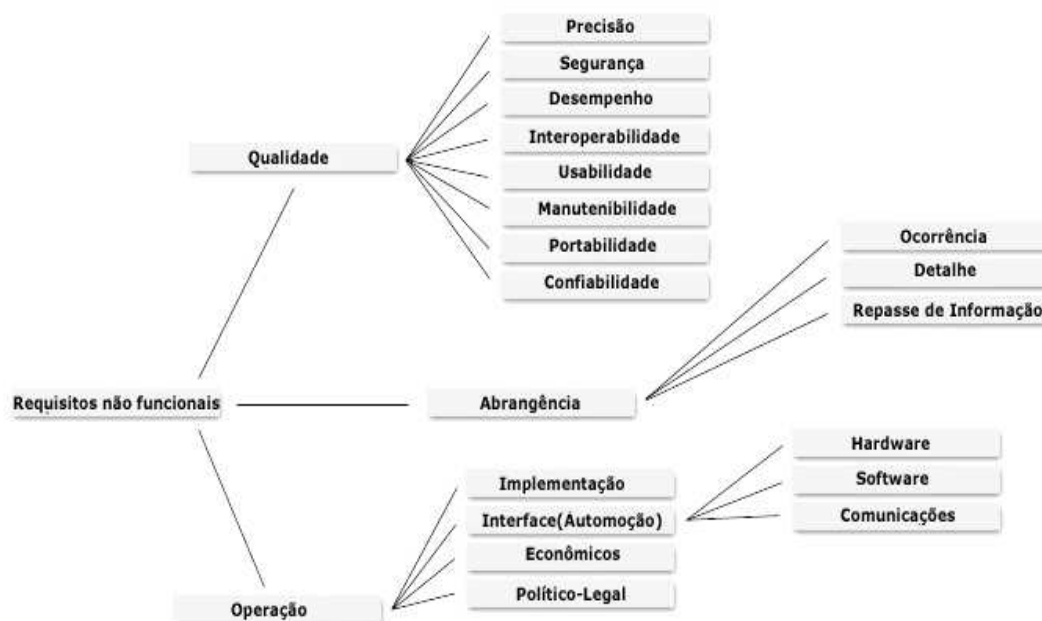 Precisão
Segurança
Desempenho
Interoperabilidade
Qualidade
Usabilidade
Manutenibilidade
Portabilidade
Confiabilidade
Ocorrência
Detalhe
Repasse de Informação
Requisitos não funcionais
Abrangência
Hardware
Implementação
Software
Interface(Automoção)
Comunicações
Econômicos
Político-Legal
Operação